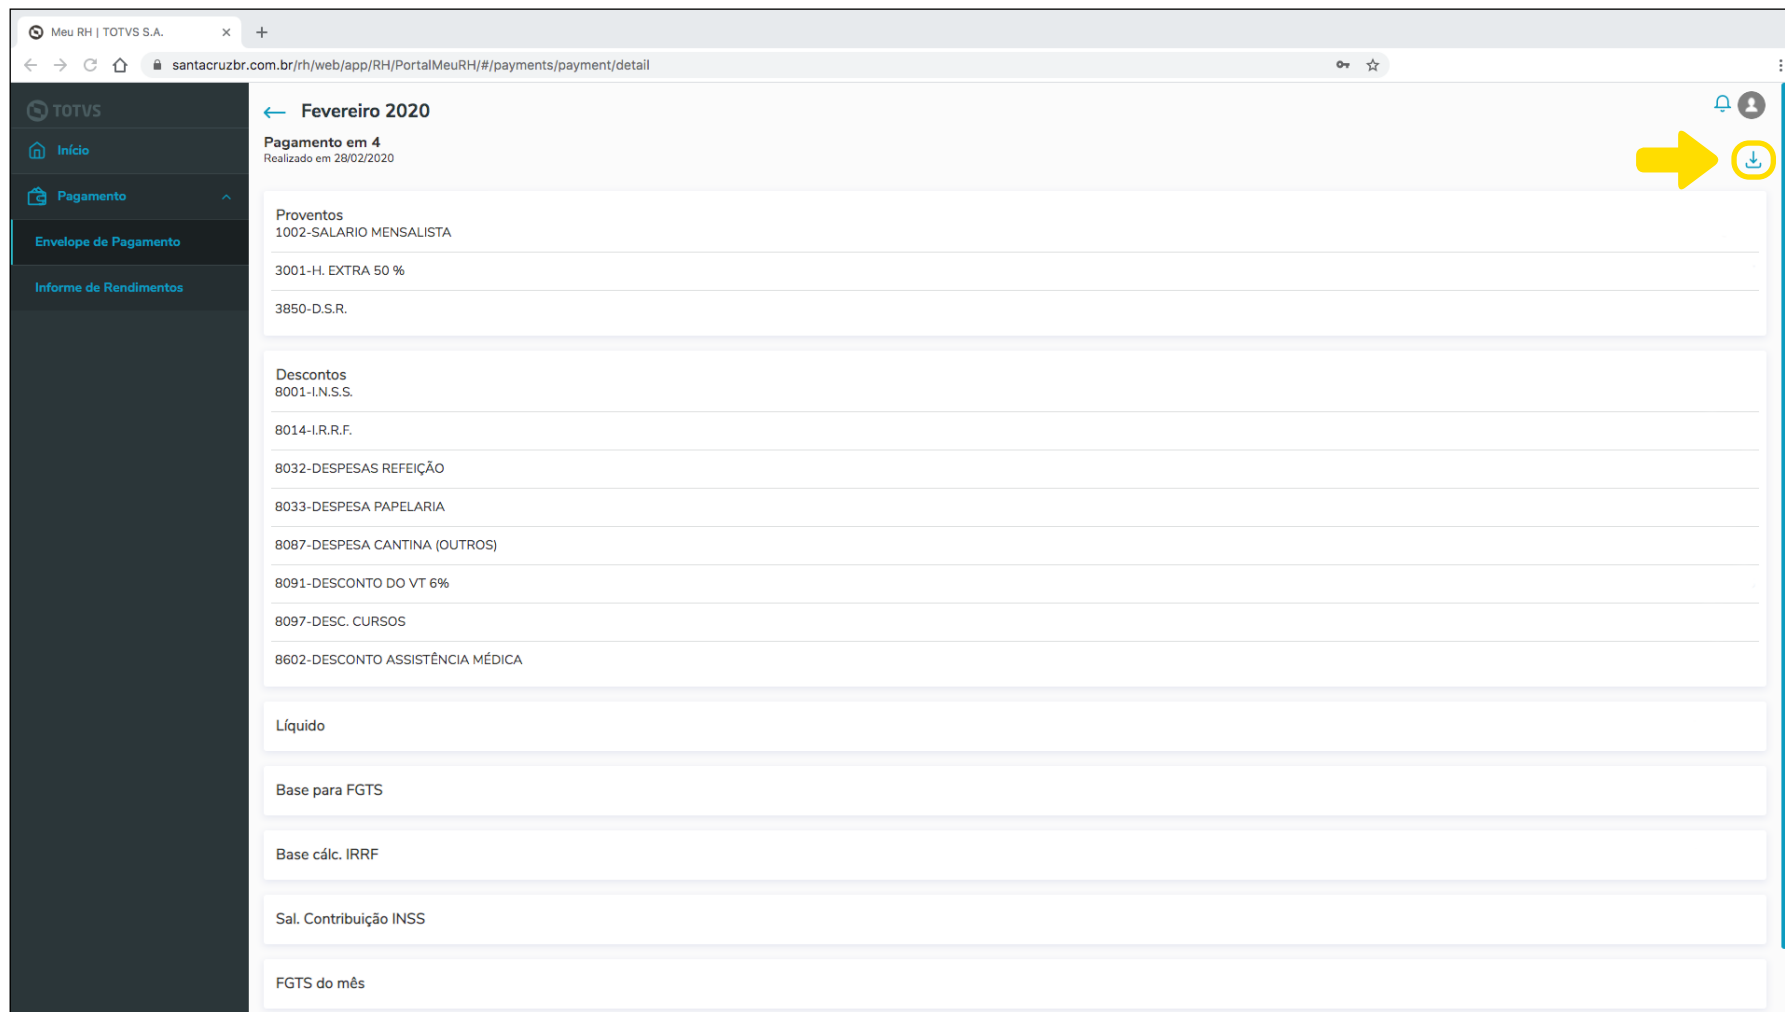 Meu RH | TOTVS S.A.
santacruzbr.com.br/rh/web/app/RH/PortalMeuRH/#/payments/payment/detail
TOTVS
Início
Pagamento
Envelope de Pagamento
Informe de Rendimentos
Fevereiro 2020
Pagamento em 4
Realizado em 28/02/2020
Proventos
1002-SALARIO MENSALISTA
3001-H. EXTRA 50 %
3850-D.S.R.
Descontos
8001-I.N.S.S.
8014-I.R.R.F.
8032-DESPESAS REFEIÇÃO
8033-DESPESA PAPELARIA
8087-DESPESA CANTINA (OUTROS)
8091-DESCONTO DO VT 6%
8097-DESC. CURSOS
8602-DESCONTO ASSISTÊNCIA MÉDICA
Líquido
Base para FGTS
Base cálc. IRRF
Sal. Contribuição INSS
FGTS do mês